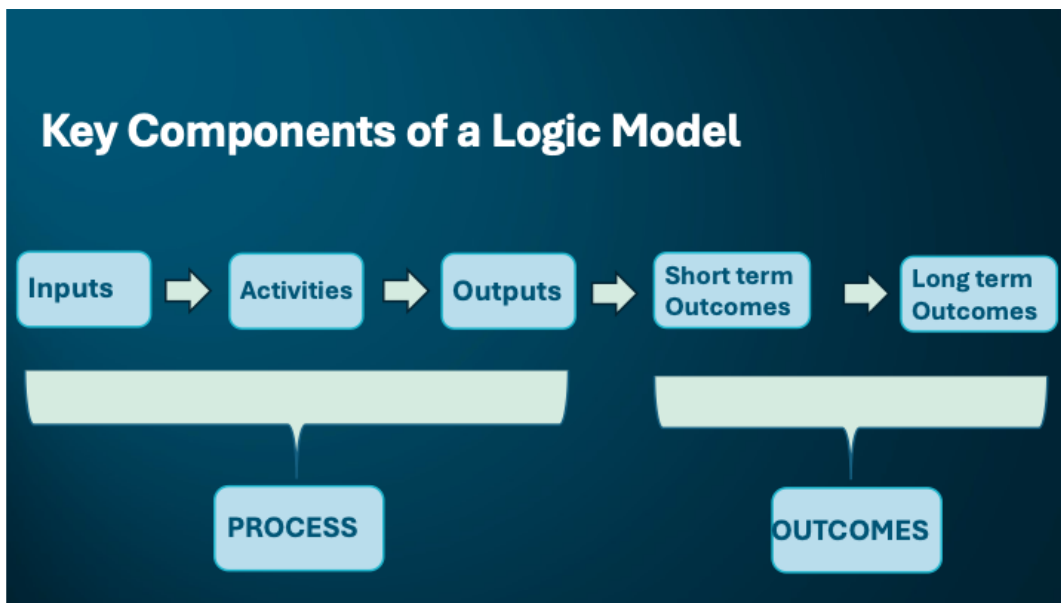 Key Components of a Logic Model
Inputs
Activities
Outputs
Short term
Outcomes
Long term
Outcomes
PROCESS
OUTCOMES